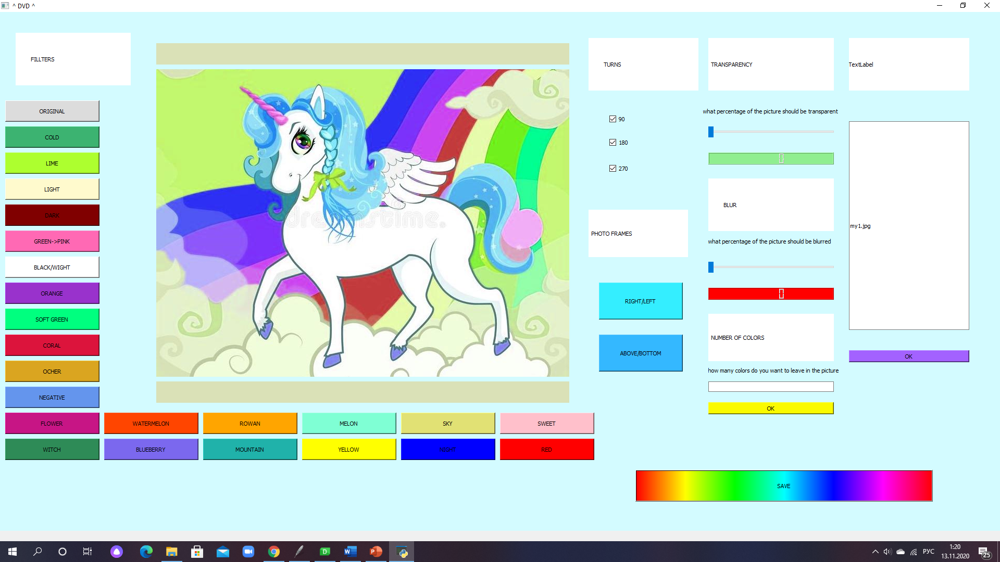 ^ DVD ^
FILLTERS
ORIGINAL
COLD
LIME
LIGHT
DARK
GREEN->PINK
BLACK/WIGHT
ORANGE
SOFT GREEN
CORAL
OCHER
NEGATIVE
FLOWER
WITCH
WATERMELON
BLUEBERRY
ROWAN
MOUNTAIN
MELON
YELLOW
SKY
NIGHT
SWEET
RED
dreamstime.
TURNS
90
180
270
PHOTO FRAMES
RIGHT/LEFT
ABOVE/BOTTOM
TRANSPARENCY
what percentage of the picture should be transparent
0
BLUR
what percentage of the picture should be blurred
0
NUMBER OF COLORS
how many colors do you want to leave in the picture
OK
TextLabel
my1.jpg
OK
SAVE
РУС
1:20
13.11.2020
25